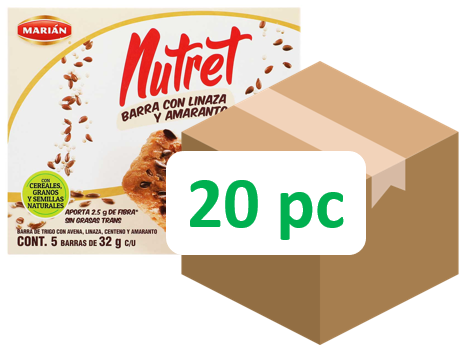 MARIÁN
Nutret
BARRA CON LINAZA
Y AMARANTO
CON
CEREALES,
GRANOS
Y SEMILLAS
NATURALES
APORTA 2.5 g DE FIBRA*
SIN GRASAS TRANS
BARRA DE TRIGO CON AVENA, LINAZA, CENTENO Y AMARANTO
CONT. 5 BARRAS DE 32 g C/U
20 pc